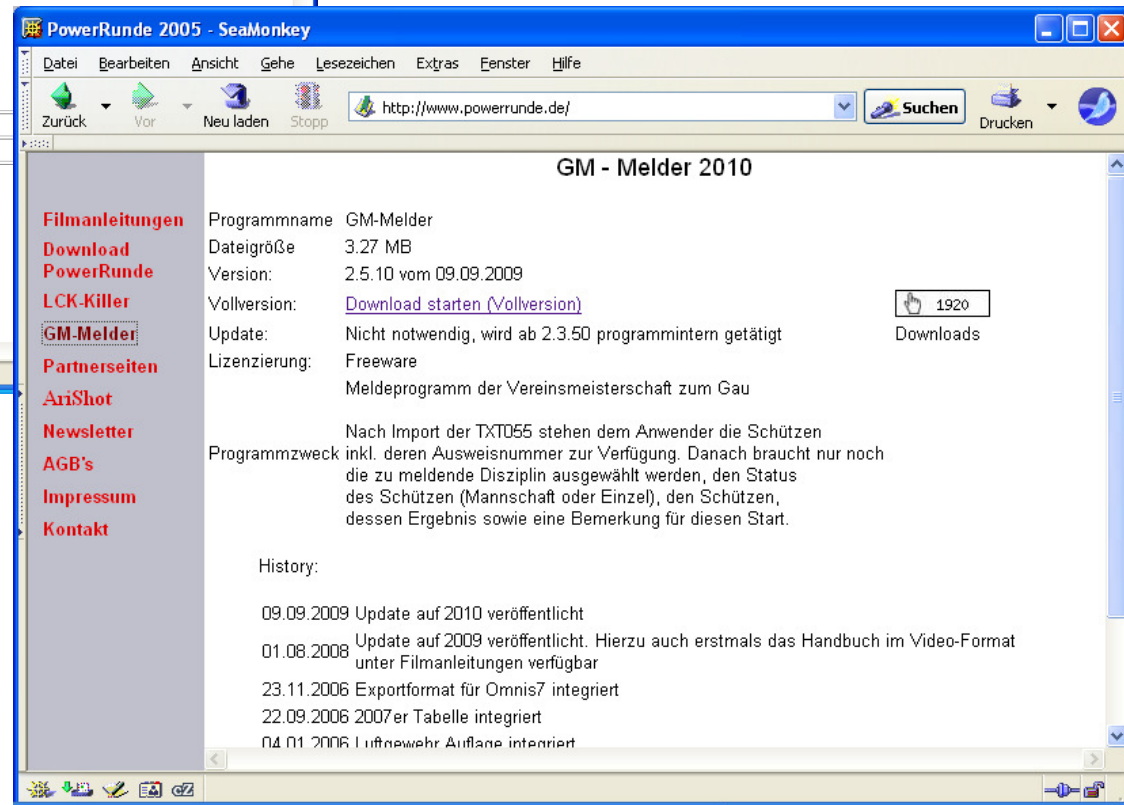 PowerRunde 2005 - SeaMonkey
Datei Bearbeiten Ansicht Gehe Lesezeichen Extras Fenster Hilfe
Zurück Vor Neu laden Stopp http://www.powerrunde.de/ Suchen Drucken
GM - Melder 2010
Filmanleitungen
Download
PowerRunde
LCK-Killer
GM-Melder
Partnerseiten
AriShot
Newsletter
AGB's
Impressum
Kontakt
Programmname GM-Melder
Dateigröße 3.27 MB
Version: 2.5.10 vom 09.09.2009
Vollversion: Download starten (Vollversion) 1920
Update: Nicht notwendig, wird ab 2.3.50 programmintern getätigt Downloads
Lizenzierung: Freeware
Meldeprogramm der Vereinsmeisterschaft zum Gau
Nach Import der TXT055 stehen dem Anwender die Schützen
Programmzweck inkl. deren Ausweisnummer zur Verfügung. Danach braucht nur noch
die zu meldende Disziplin ausgewählt werden, den Status
des Schützen (Mannschaft oder Einzel), den Schützen,
dessen Ergebnis sowie eine Bemerkung für diesen Start.
History:
09.09.2009 Update auf 2010 veröffentlicht
01.08.2008 Update auf 2009 veröffentlicht. Hierzu auch erstmals das Handbuch im Video-Format
unter Filmanleitungen verfügbar
23.11.2006 Exportformat für Omnis7 integriert
22.09.2006 2007er Tabelle integriert
04.01.2006 Luftgewehr Auflage integriert